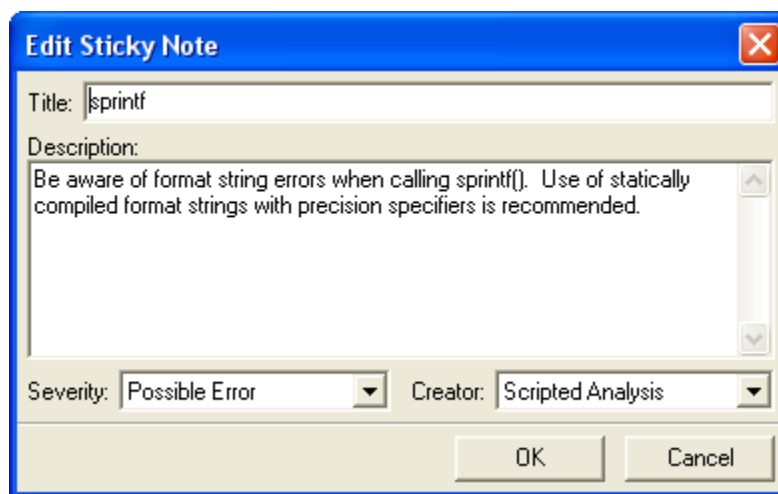 Edit Sticky Note
Title: sprintf
Description:
Be aware of format string errors when calling sprintf().  Use of statically
compiled format strings with precision specifiers is recommended.
Severity: Possible Error Creator: Scripted Analysis
OK Cancel